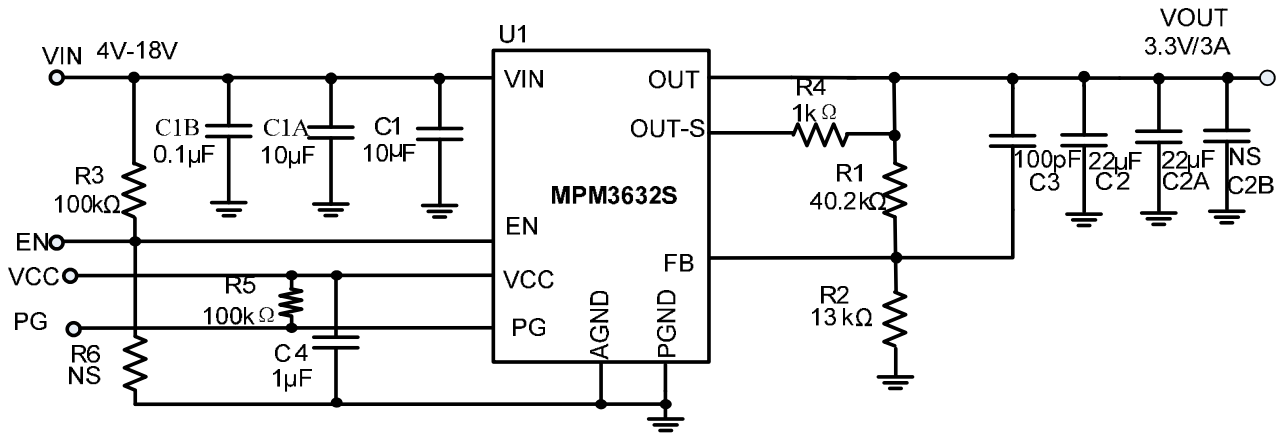 VIN 4V-18V
U1
VOUT
3.3V/3A
VIN
OUT
R4
1kΩ
C1B
0.1μF
C1A
10μF
C1
10μF
OUT-S
R3
100kΩ
MPM3632S
R1
40.2kΩ
100pF
C3
22μF
C2
22μF
C2A
NS
C2B
EN
EN
VCC
R5
100kΩ
VCC
FB
PG
PG
AGND
PGND
R2
13kΩ
R6
NS
C4
1μF